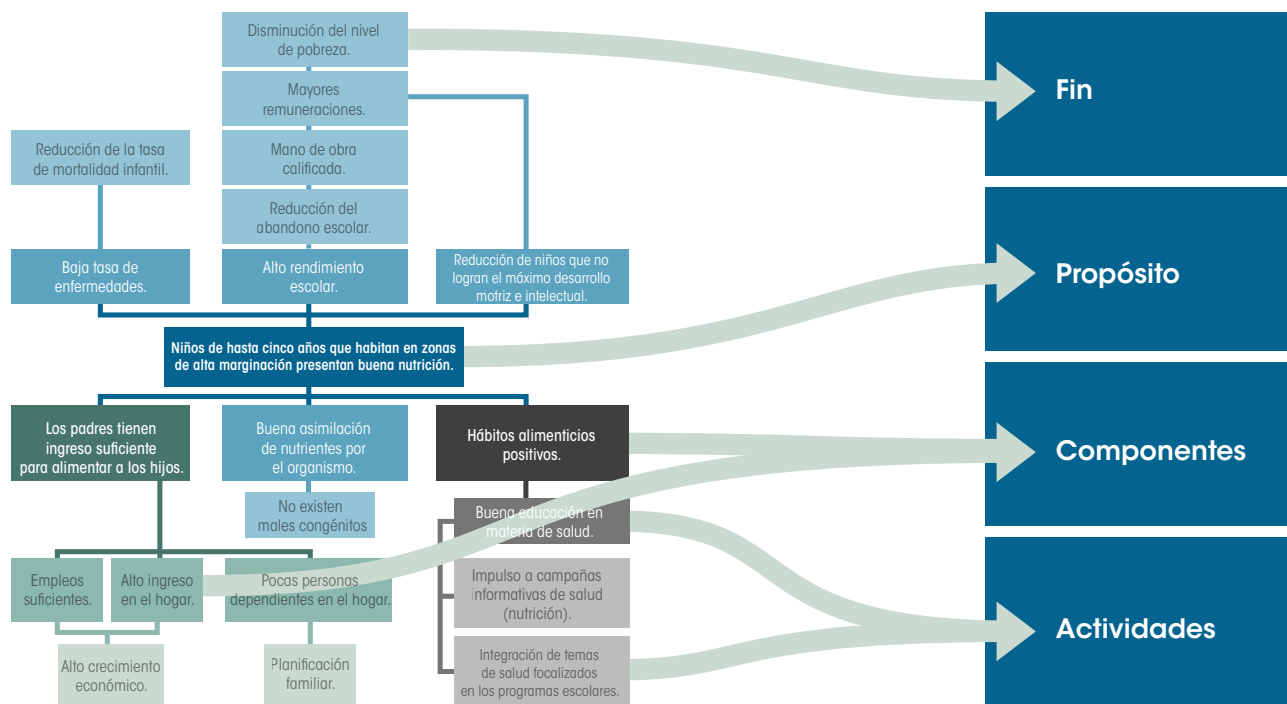 Disminución del nivel
de pobreza.
Mayores
remuneraciones.
Reducción de la tasa
de mortalidad infantil.
Mano de obra
calificada.
Reducción del
abandono escolar.
Baja tasa de
enfermedades.
Alto rendimiento
escolar.
Reducción de niños que no
logran el máximo desarrollo
motriz e intelectual.
Niños de hasta cinco años que habitan en zonas
de alta marginación presentan buena nutrición.
Los padres tienen
ingreso suficiente
para alimentar a los hijos.
Buena asimilación
de nutrientes por
el organismo.
Hábitos alimenticios
positivos.
No existen
males congénitos
Buena educación en
materia de salud.
Empleos
suficientes.
Alto ingreso
en el hogar.
Pocas personas
dependientes en el hogar.
Impulso a campañas
informativas de salud
(nutrición).
Alto crecimiento
económico.
Planificación
familiar.
Integración de temas
de salud focalizados
en los programas escolares.
Fin
Propósito
Componentes
Actividades